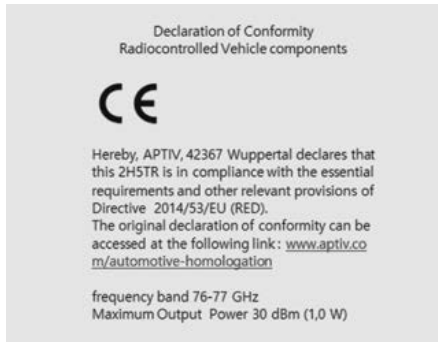 Declaration of Conformity
Radiocontrolled Vehicle components
CE
Hereby, APTIV, 42367 Wuppertal declares that
this 2H5TR is in compliance with the essential
requirements and other relevant provisions of
Directive 2014/53/EU (RED).
The original declaration of conformity can be
accessed at the following link: www.aptiv.co
m/automotive-homologation
frequency band 76-77 GHz
Maximum Output Power 30 dBm (1,0 W)